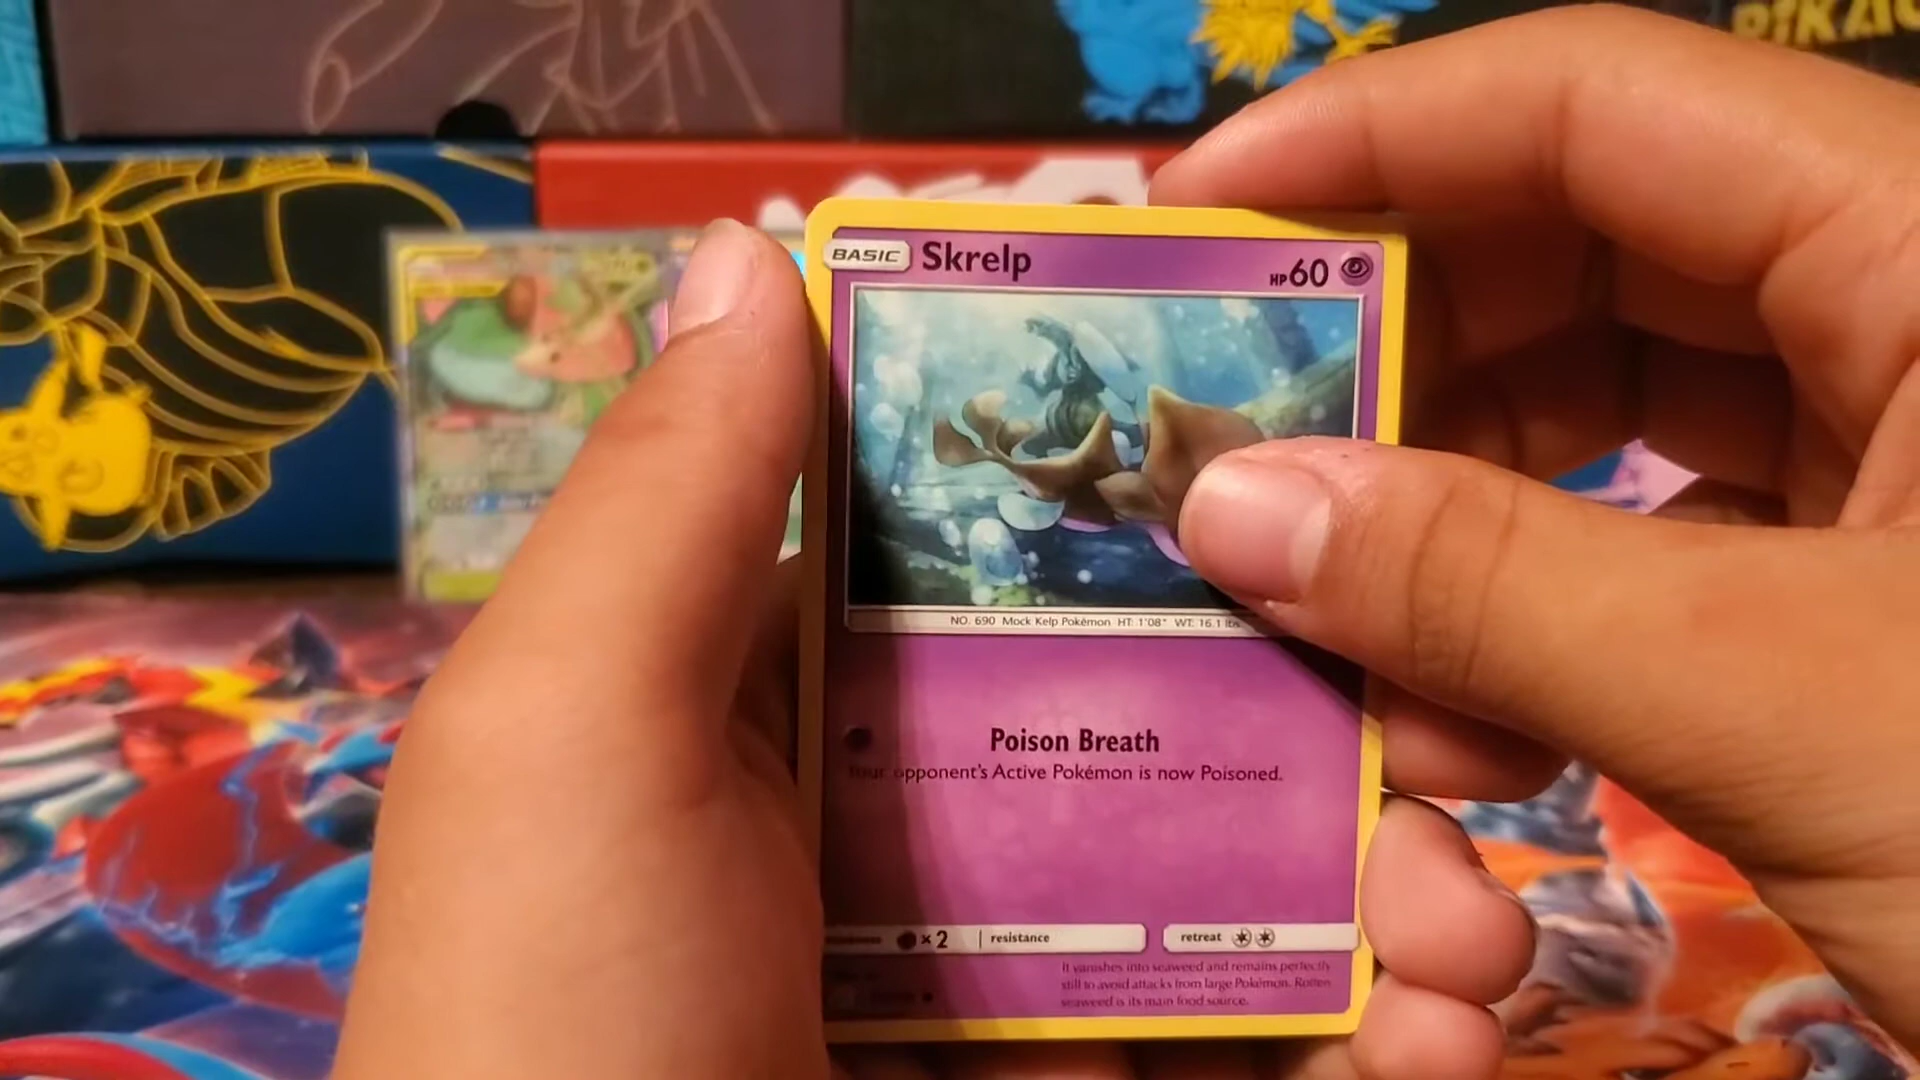 PIKAC
BASIC Skrelp HP60
NO. 690 Mock Kelp Pokémon HT: 1'08" WT: 16.1 lbs
Poison Breath
Your opponent's Active Pokémon is now Poisoned.
×2 resistance retreat
It vanishes into seaweed and remains perfectly
still to avoid attacks from large Pokémon. Rotten
seaweed is its main food source.